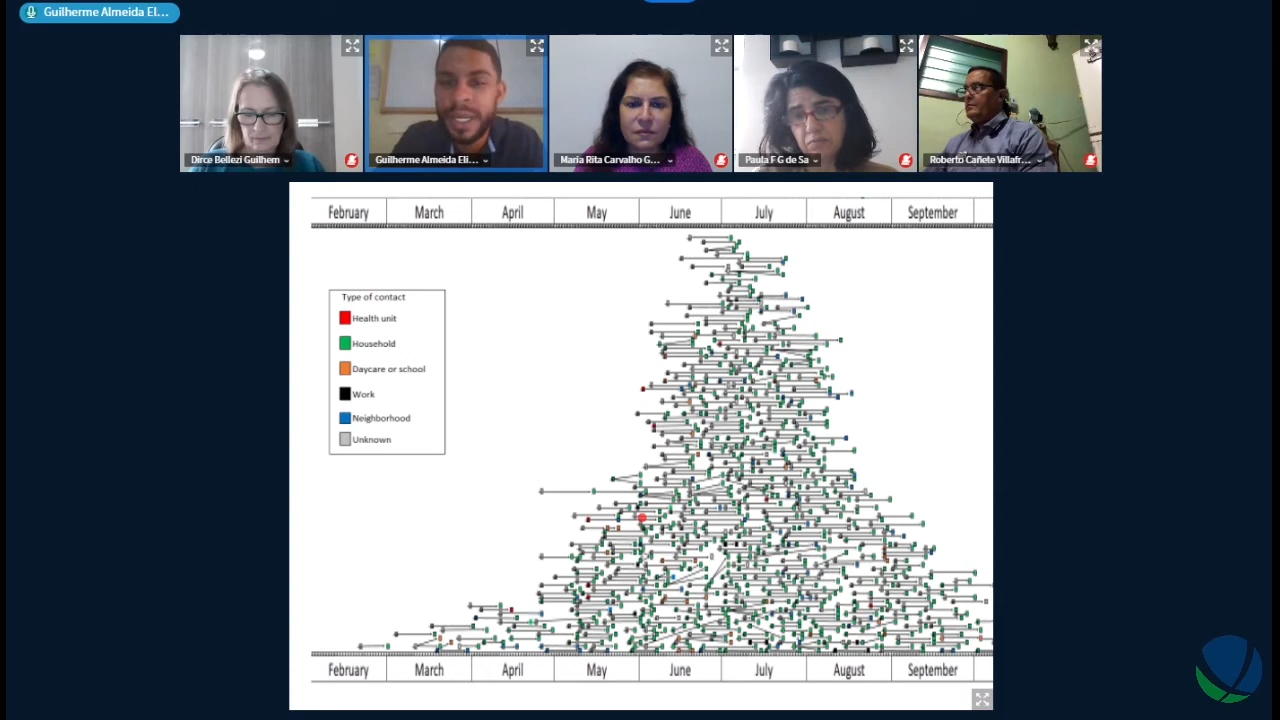 Guilherme Almeida El...
Dirce Bellezi Guilhem
Guilherme Almeida Eli...
Maria Rita Carvalho G...
Paula F G de Sa
Roberto Cañete Villafr...
February March April May June July August September
Type of contact
Health unit
Household
Daycare or school
Work
Neighborhood
Unknown
February March April May June July August September